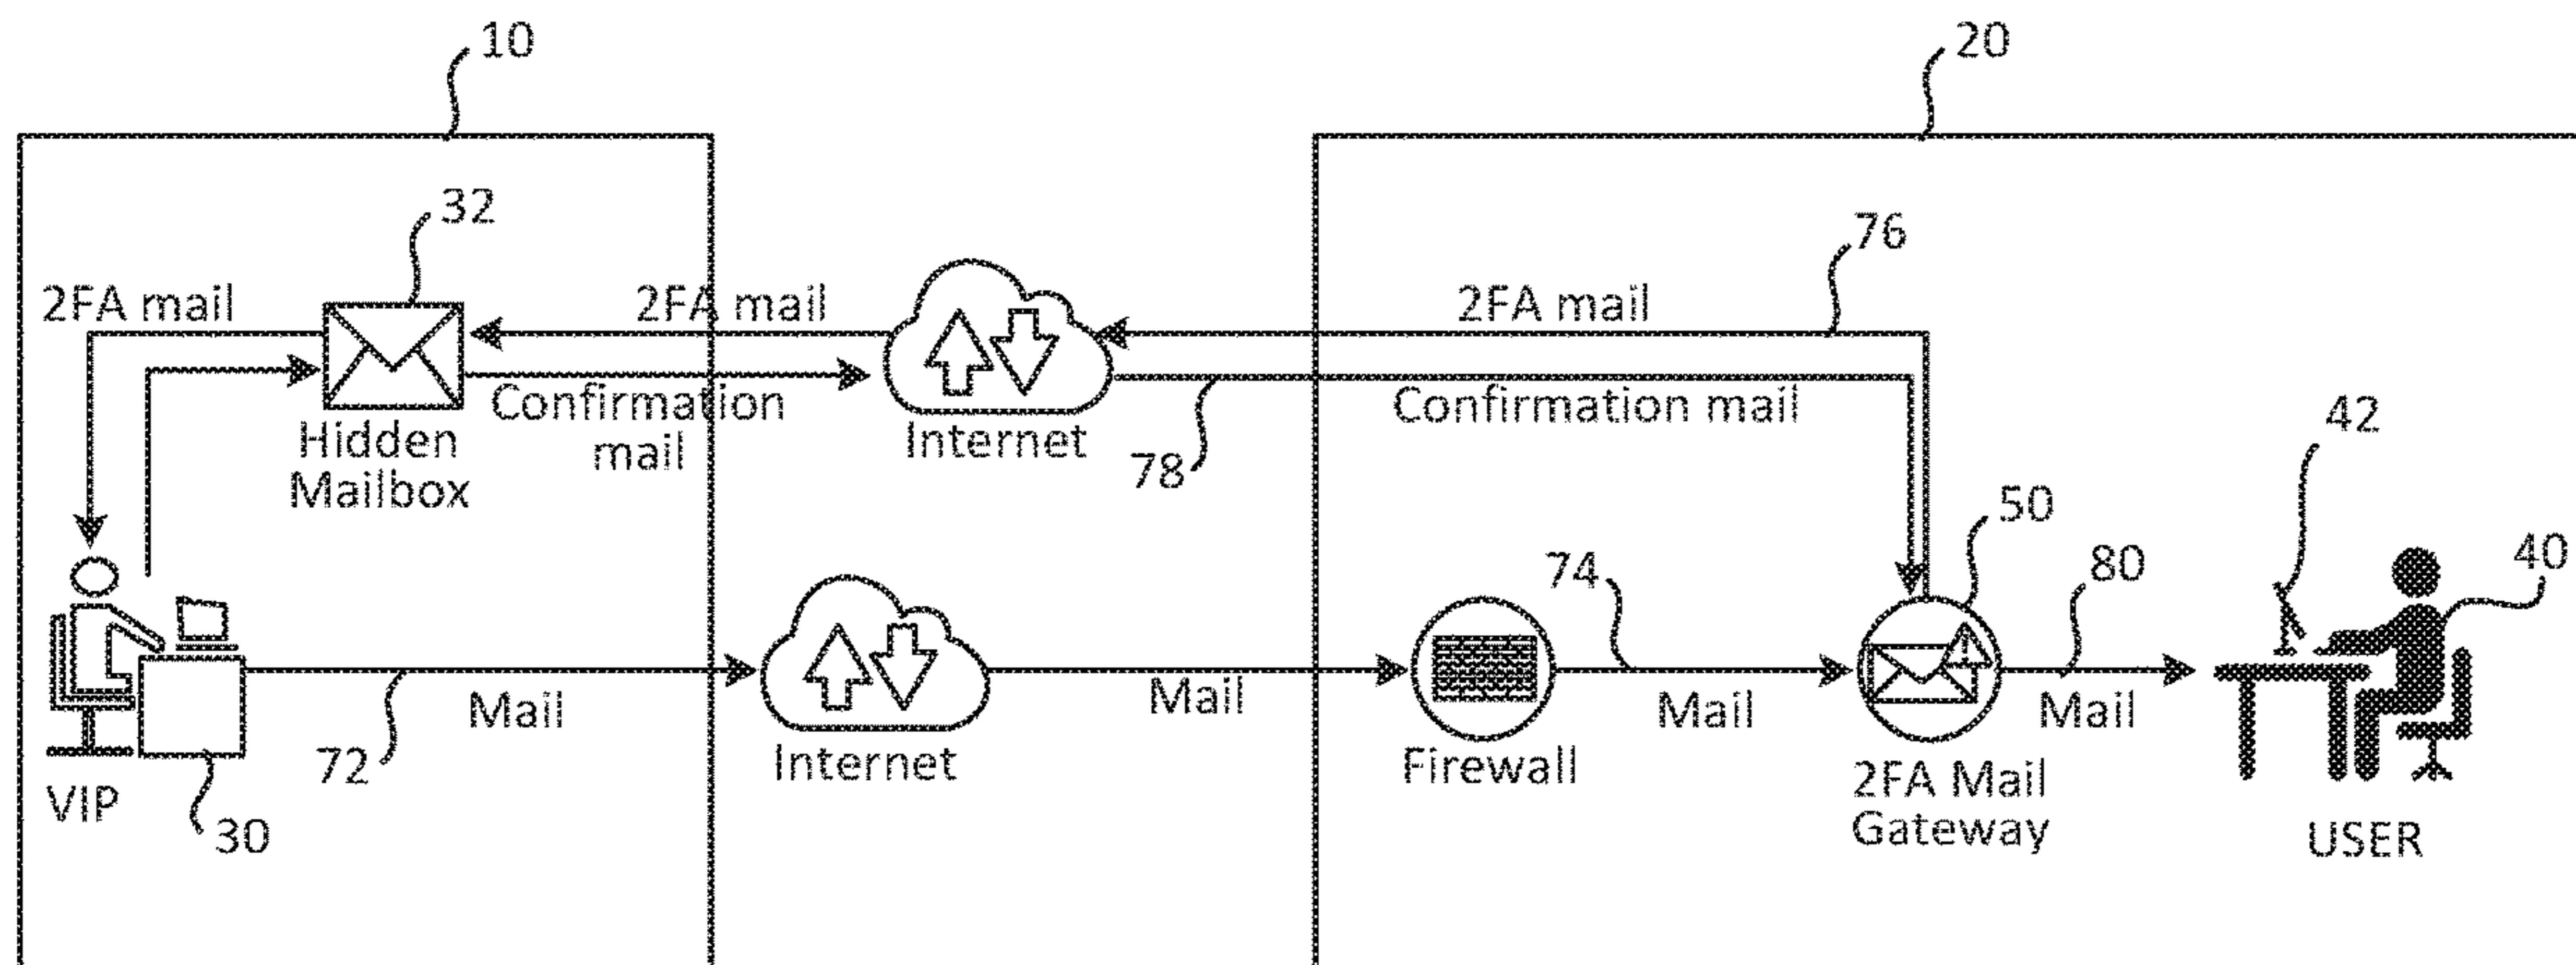 10
20
32
76
2FA mail
2FA mail
2FA mail
Confirmation
mail
Confirmation mail
Hidden
Mailbox
Internet
78
42
50
74
80
40
Mail
Mail
Mail
Mail
72
Internet
Firewall
2FA Mail
Gateway
VIP
30
USER